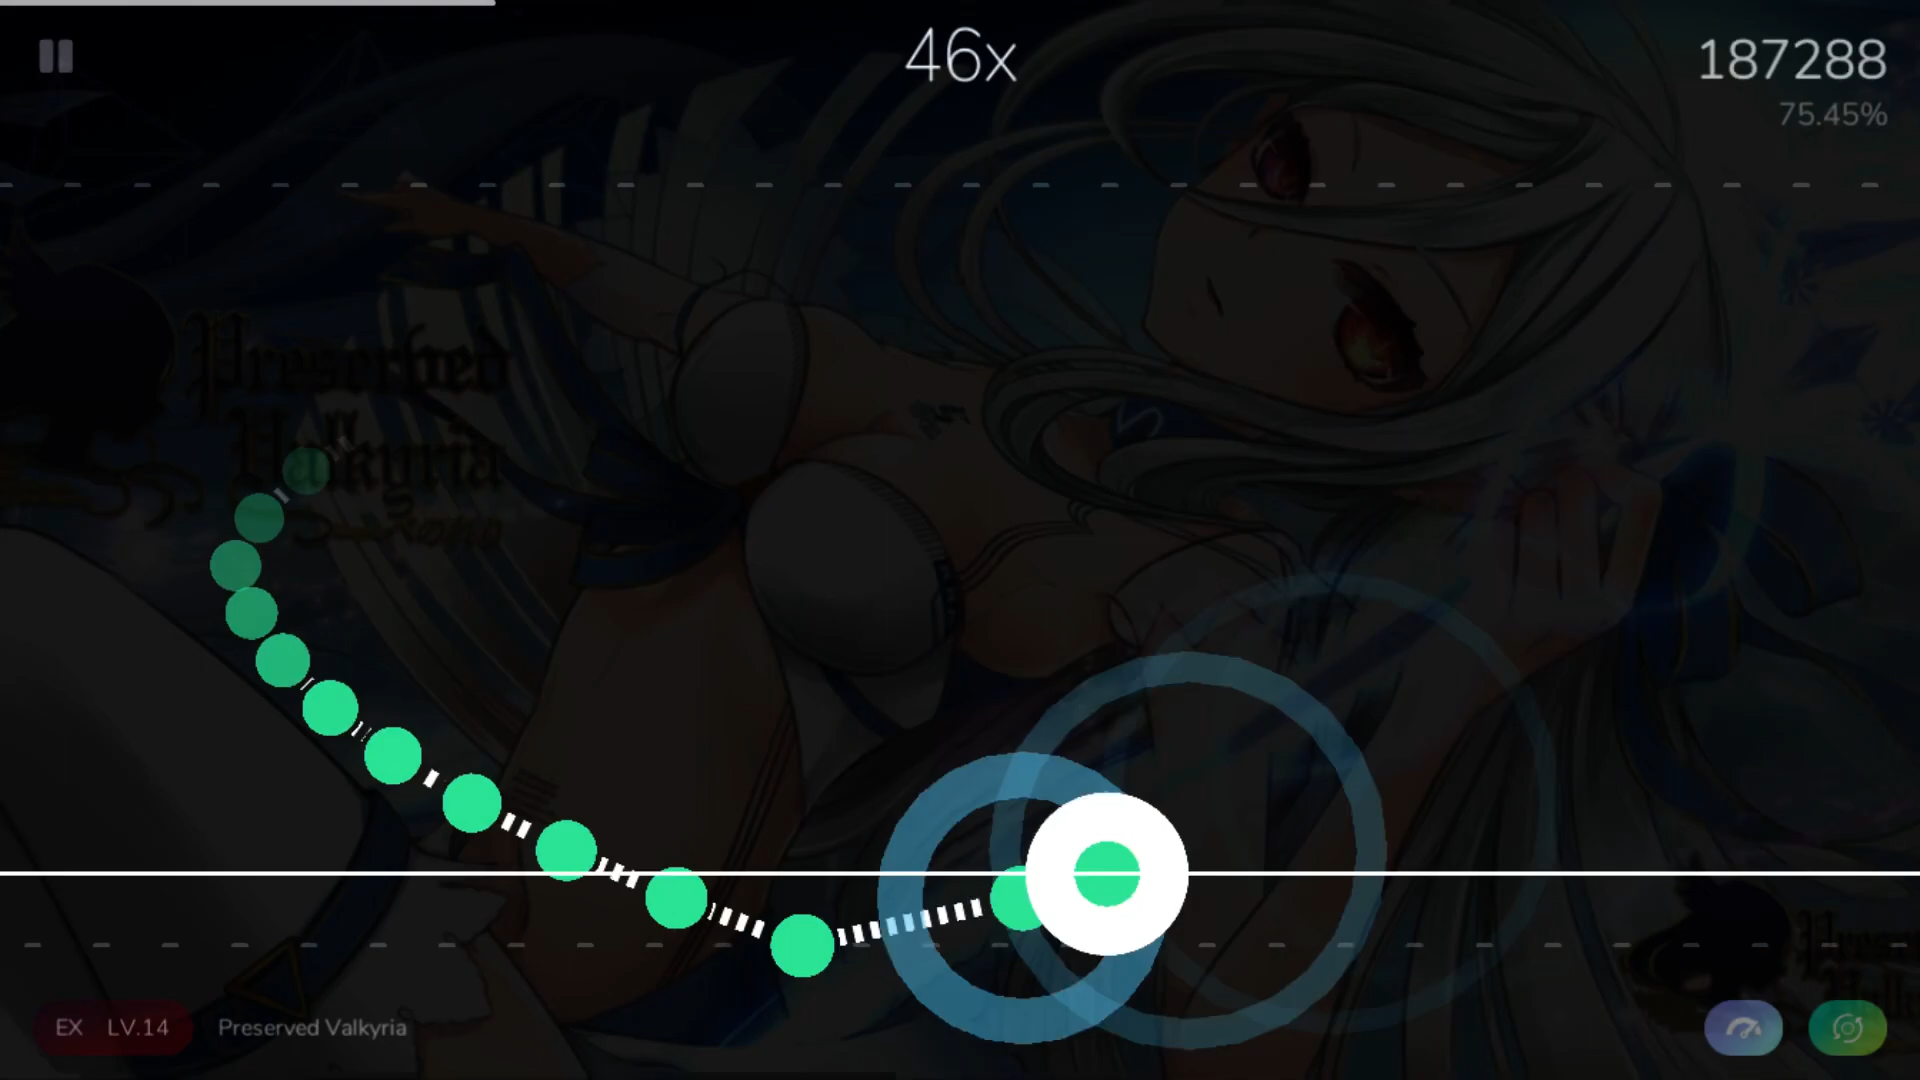 46x
187288
75.45%
Preserved
Valkyria
EX LV.14
Preserved Valkyria